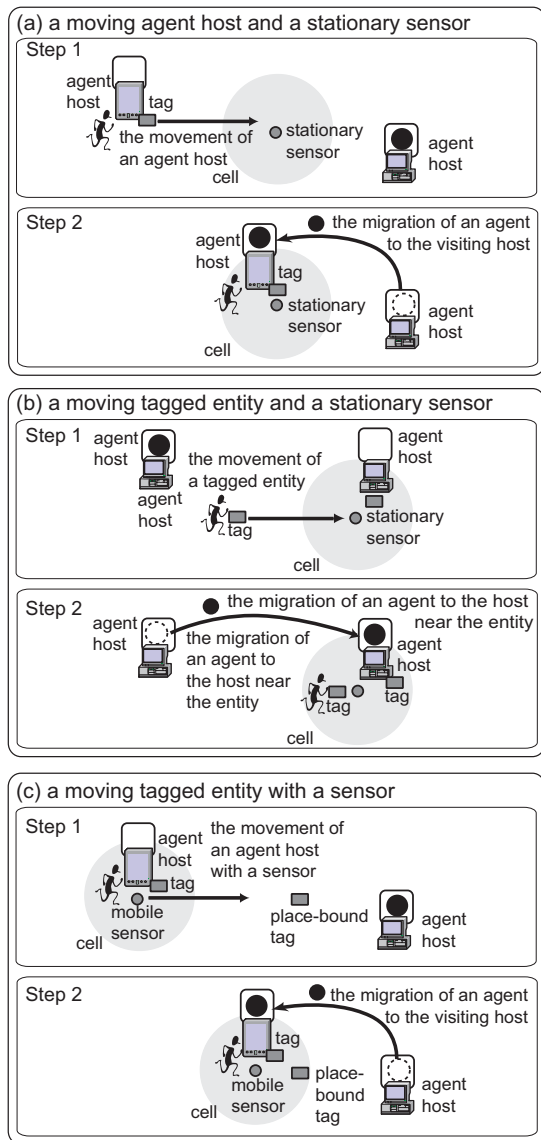 (a) a moving agent host and a stationary sensor
Step 1
agent
host
tag
the movement of
an agent host
cell
stationary
sensor
agent
host
Step 2
the migration of an agent
to the visiting host
agent
host
tag
stationary
sensor
cell
agent
host
(b) a moving tagged entity and a stationary sensor
Step 1
agent
host
agent
host
the movement of
a tagged entity
tag
agent
host
stationary
sensor
cell
Step 2
the migration of an agent to the host
near the entity
agent
host
the migration
of an agent to
the host near
the entity
agent
host
tag
tag
cell
(c) a moving tagged entity with a sensor
Step 1
agent
host
tag
the movement of
an agent host
with a sensor
mobile
sensor
cell
place-bound
tag
agent
host
Step 2
the migration of an agent
to the visiting host
agent
host
tag
mobile
sensor
place-
bound
tag
cell
agent
host